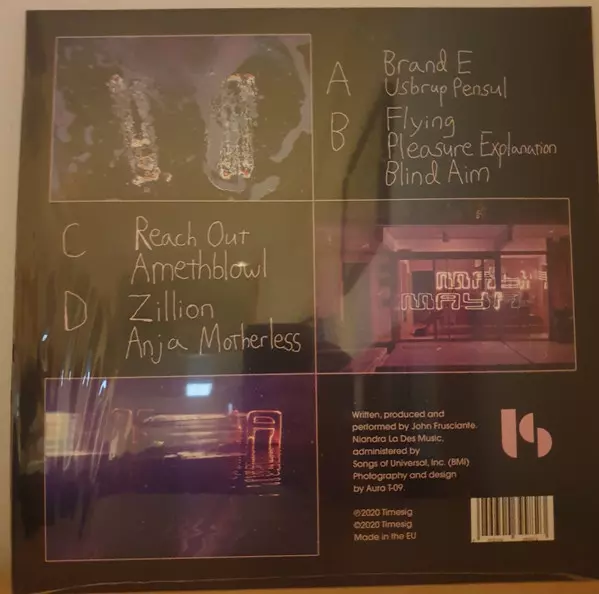 A
Brand E
Usbrup Pensul
B
Flying
Pleasure Explanation
Blind Aim
C
Reach Out
Amethblowl
D
Zillion
Anja Motherless
MAYA
Written, produced and
performed by John Frusciante.
Niandra La Des Music,
administered by
Songs of Universal, Inc. (BMI)
Photography and design
by Aura T-09.
℗2020 Timesig
©2020 Timesig
Made in the EU